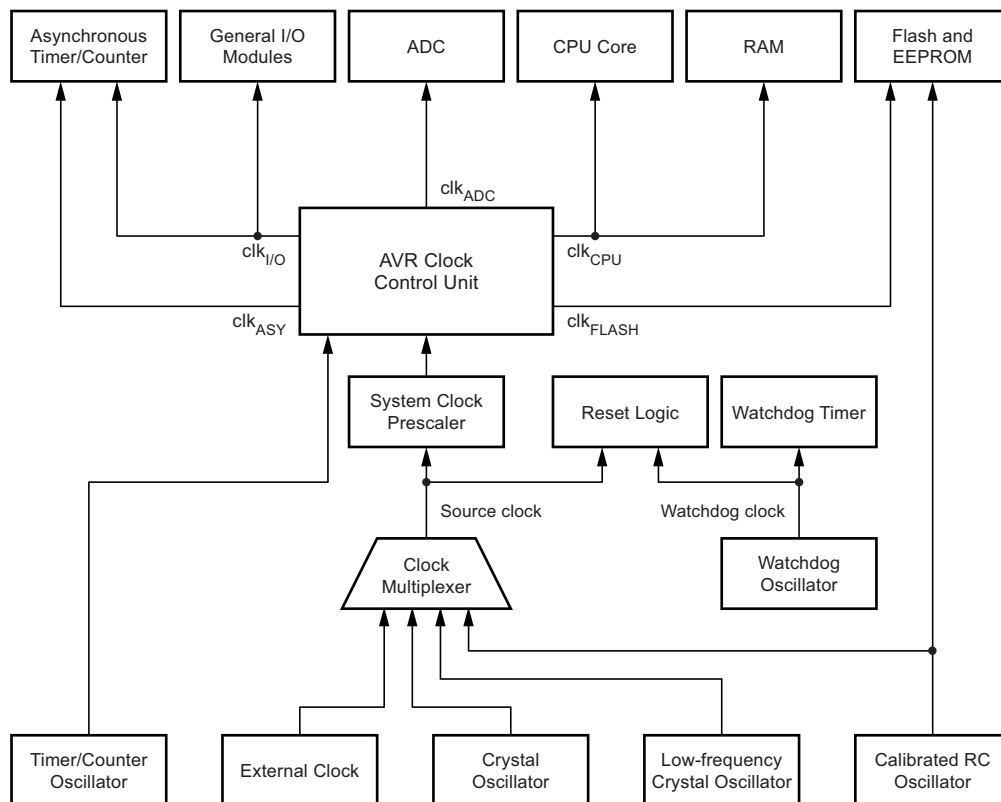 Asynchronous
Timer/Counter
General I/O
Modules
ADC
CPU Core
RAM
Flash and
EEPROM
clkADC
clkI/O
AVR Clock
Control Unit
clkCPU
clkASY
clkFLASH
System Clock
Prescaler
Reset Logic
Watchdog Timer
Source clock
Watchdog clock
Clock
Multiplexer
Watchdog
Oscillator
Timer/Counter
Oscillator
External Clock
Crystal
Oscillator
Low-frequency
Crystal Oscillator
Calibrated RC
Oscillator